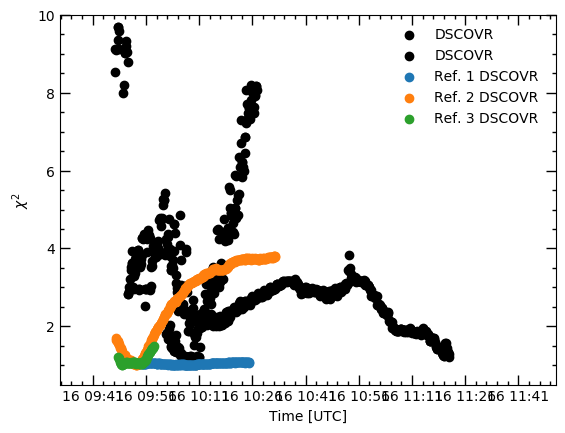 10
8
6
4
2
χ²
DSCOVR
DSCOVR
Ref. 1 DSCOVR
Ref. 2 DSCOVR
Ref. 3 DSCOVR
16 09:41 16 09:56 16 10:11 16 10:26 16 10:41 16 10:56 16 11:11 16 11:26 16 11:41
Time [UTC]